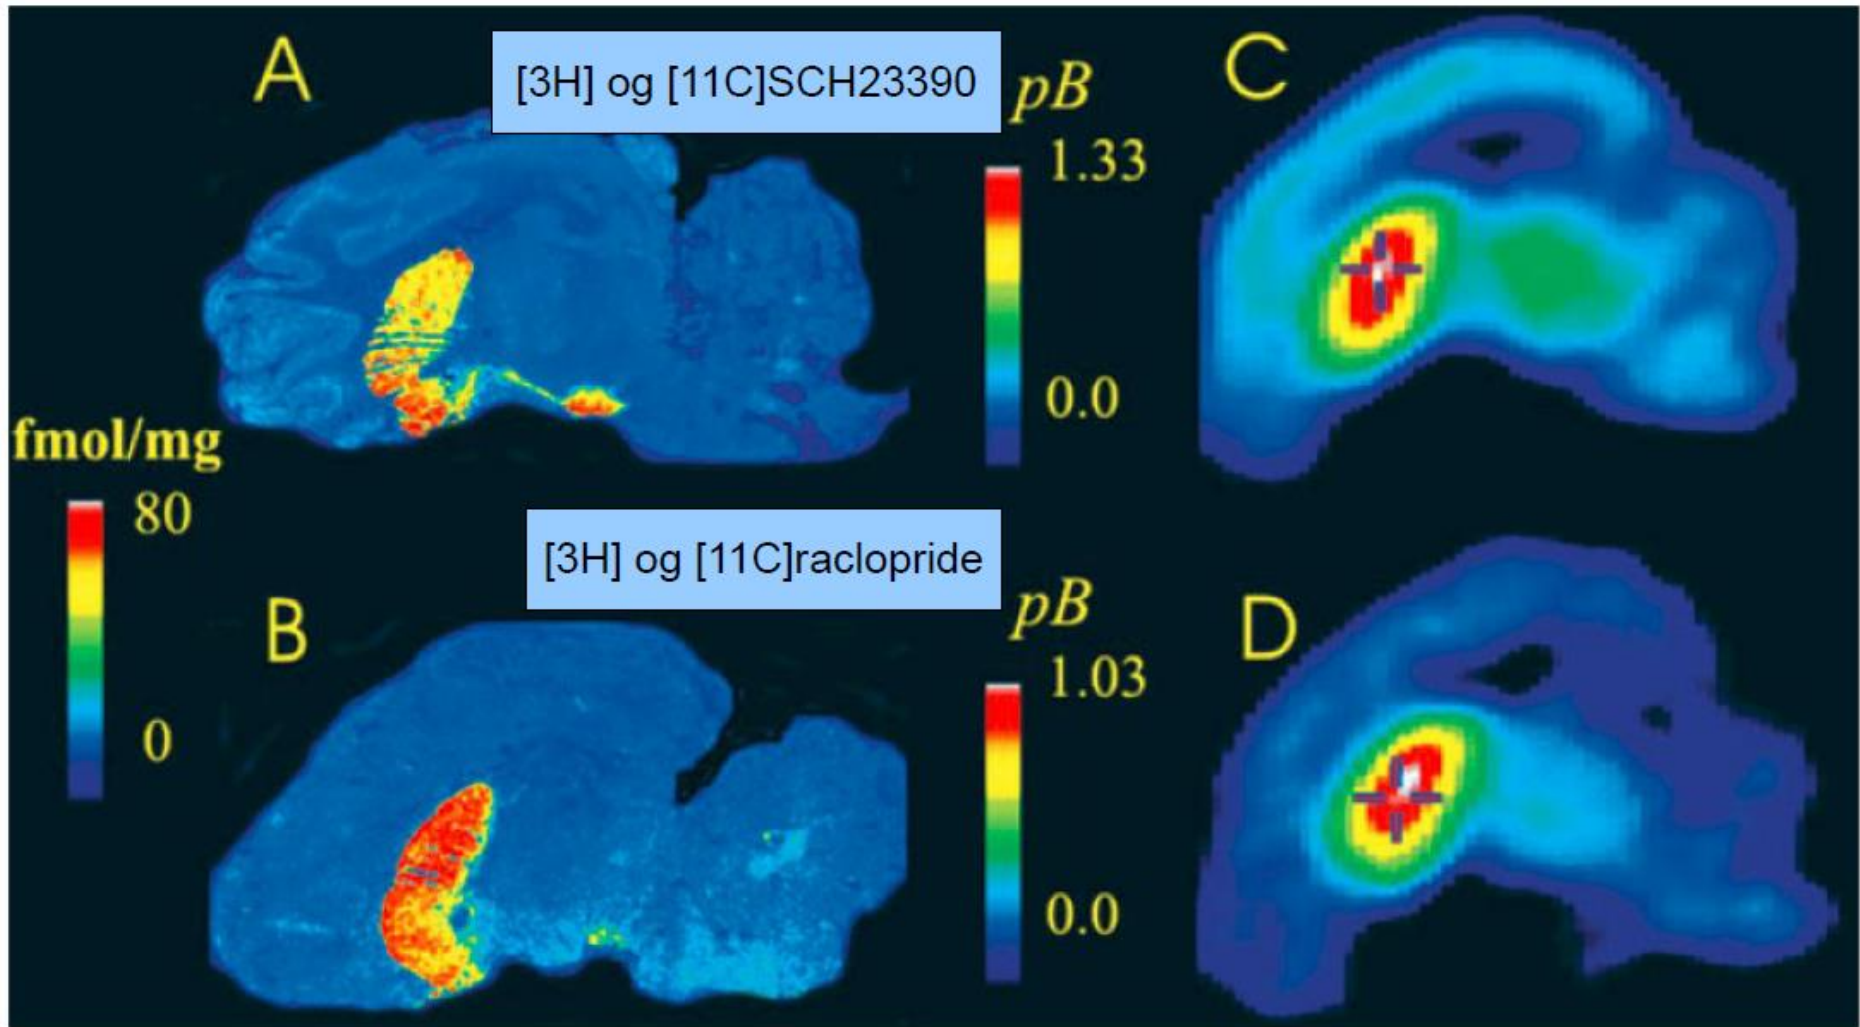 A
[3H] og [11C]SCH23390
pB
1.33
0.0
C
fmol/mg
80
0
[3H] og [11C]raclopride
B
pB
1.03
0.0
D